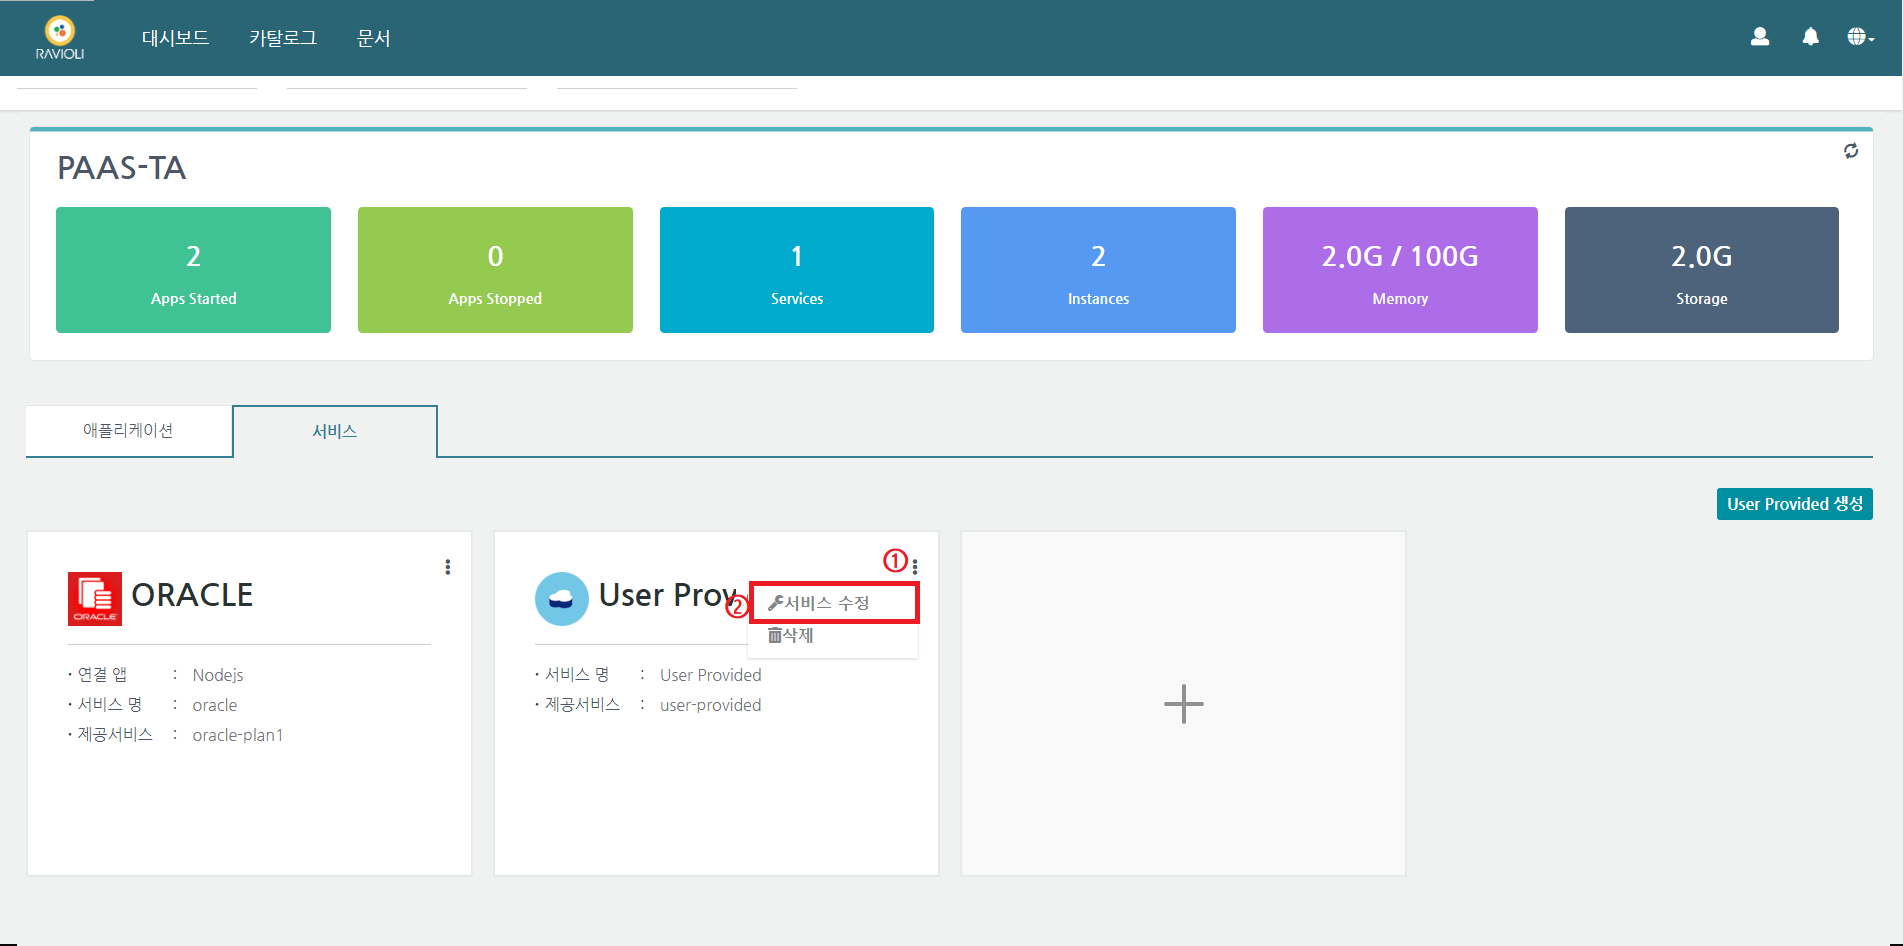 RAVIOLI
대시보드 카탈로그 문서
PAAS-TA
2
Apps Started
0
Apps Stopped
1
Services
2
Instances
2.0G / 100G
Memory
2.0G
Storage
애플리케이션
서비스
User Provided 생성
ORACLE
ORACLE
· 연결 앱 : Nodejs
· 서비스 명 : oracle
· 제공서비스 : oracle-plan1
①
User Prov
②
서비스 수정
삭제
· 서비스 명 : User Provided
· 제공서비스 : user-provided